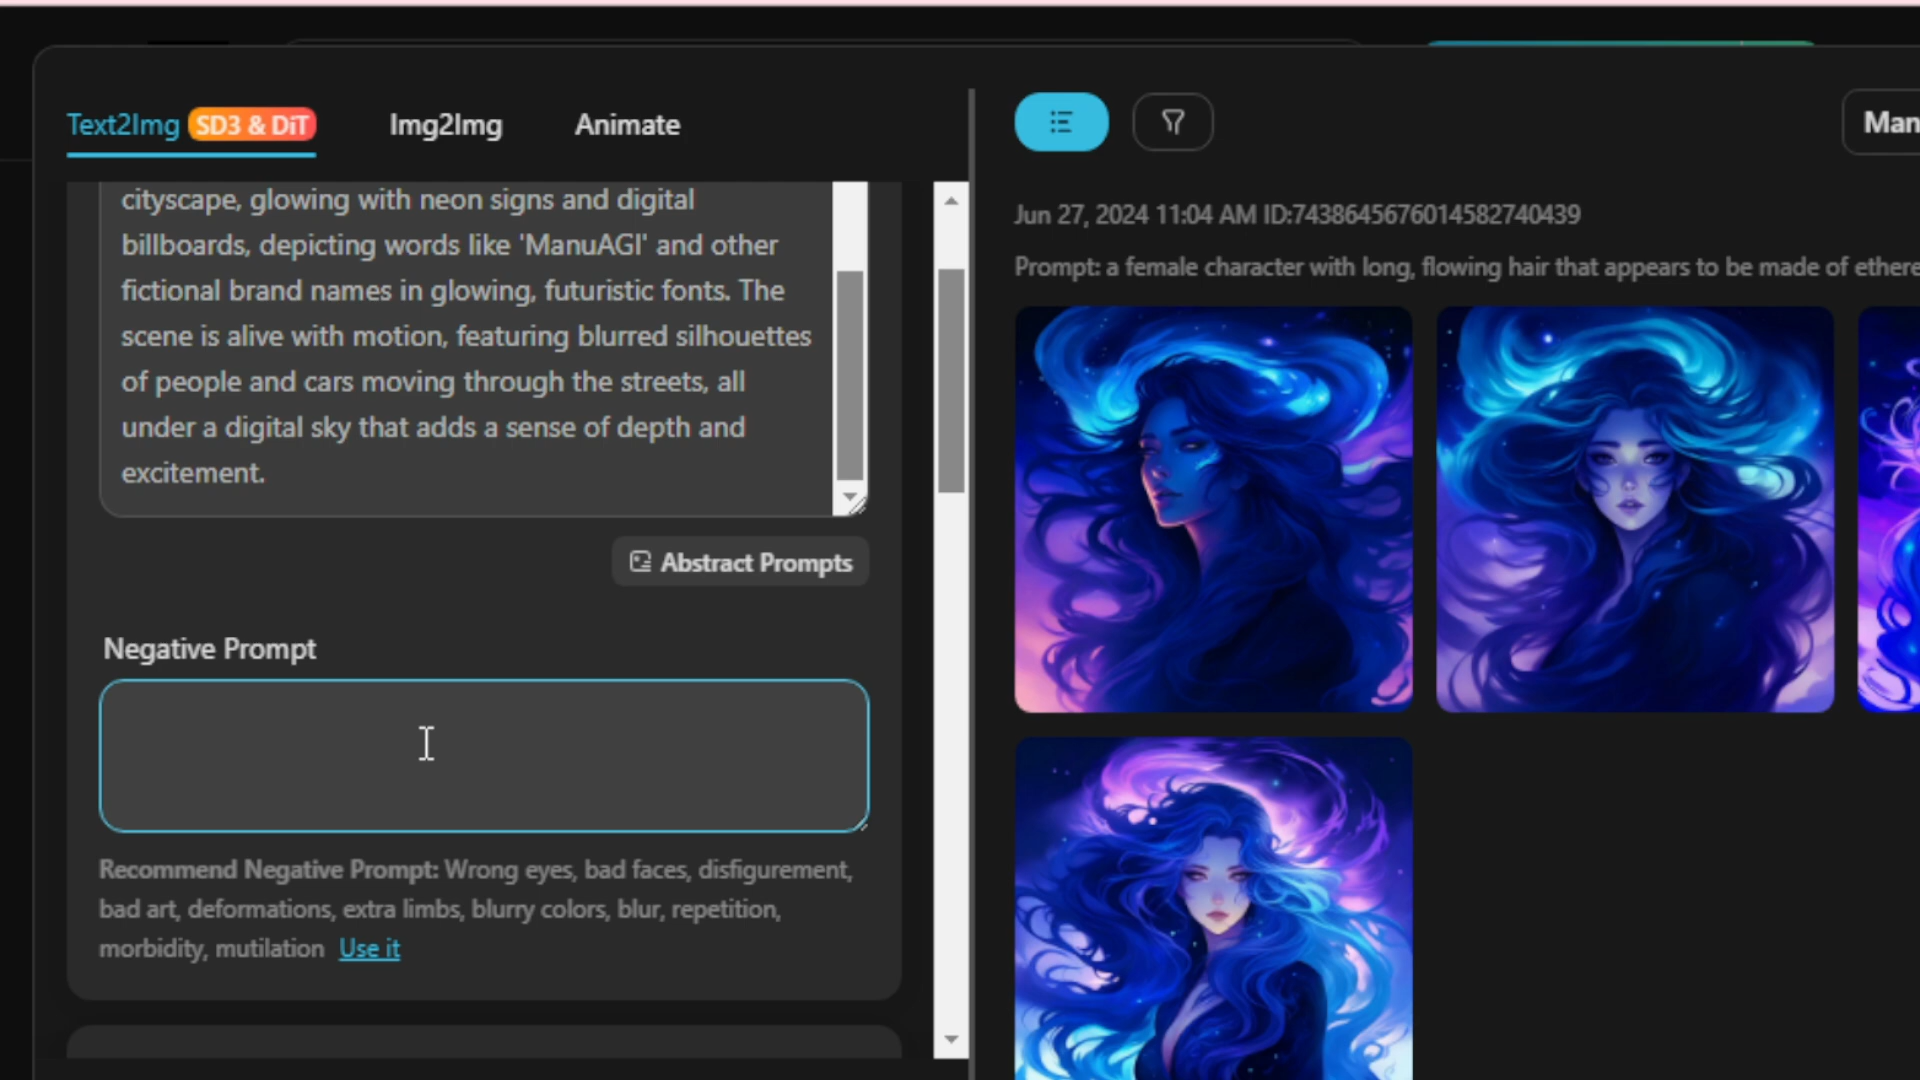 Text2Img SD3 & DiT Img2Img Animate
cityscape, glowing with neon signs and digital
billboards, depicting words like 'ManuAGI' and other
fictional brand names in glowing, futuristic fonts. The
scene is alive with motion, featuring blurred silhouettes
of people and cars moving through the streets, all
under a digital sky that adds a sense of depth and
excitement.
Abstract Prompts
Negative Prompt
Recommend Negative Prompt: Wrong eyes, bad faces, disfigurement,
bad art, deformations, extra limbs, blurry colors, blur, repetition,
morbidity, mutilation Use it
Man
Jun 27, 2024 11:04 AM ID:7438645676014582740439
Prompt: a female character with long, flowing hair that appears to be made of ethere